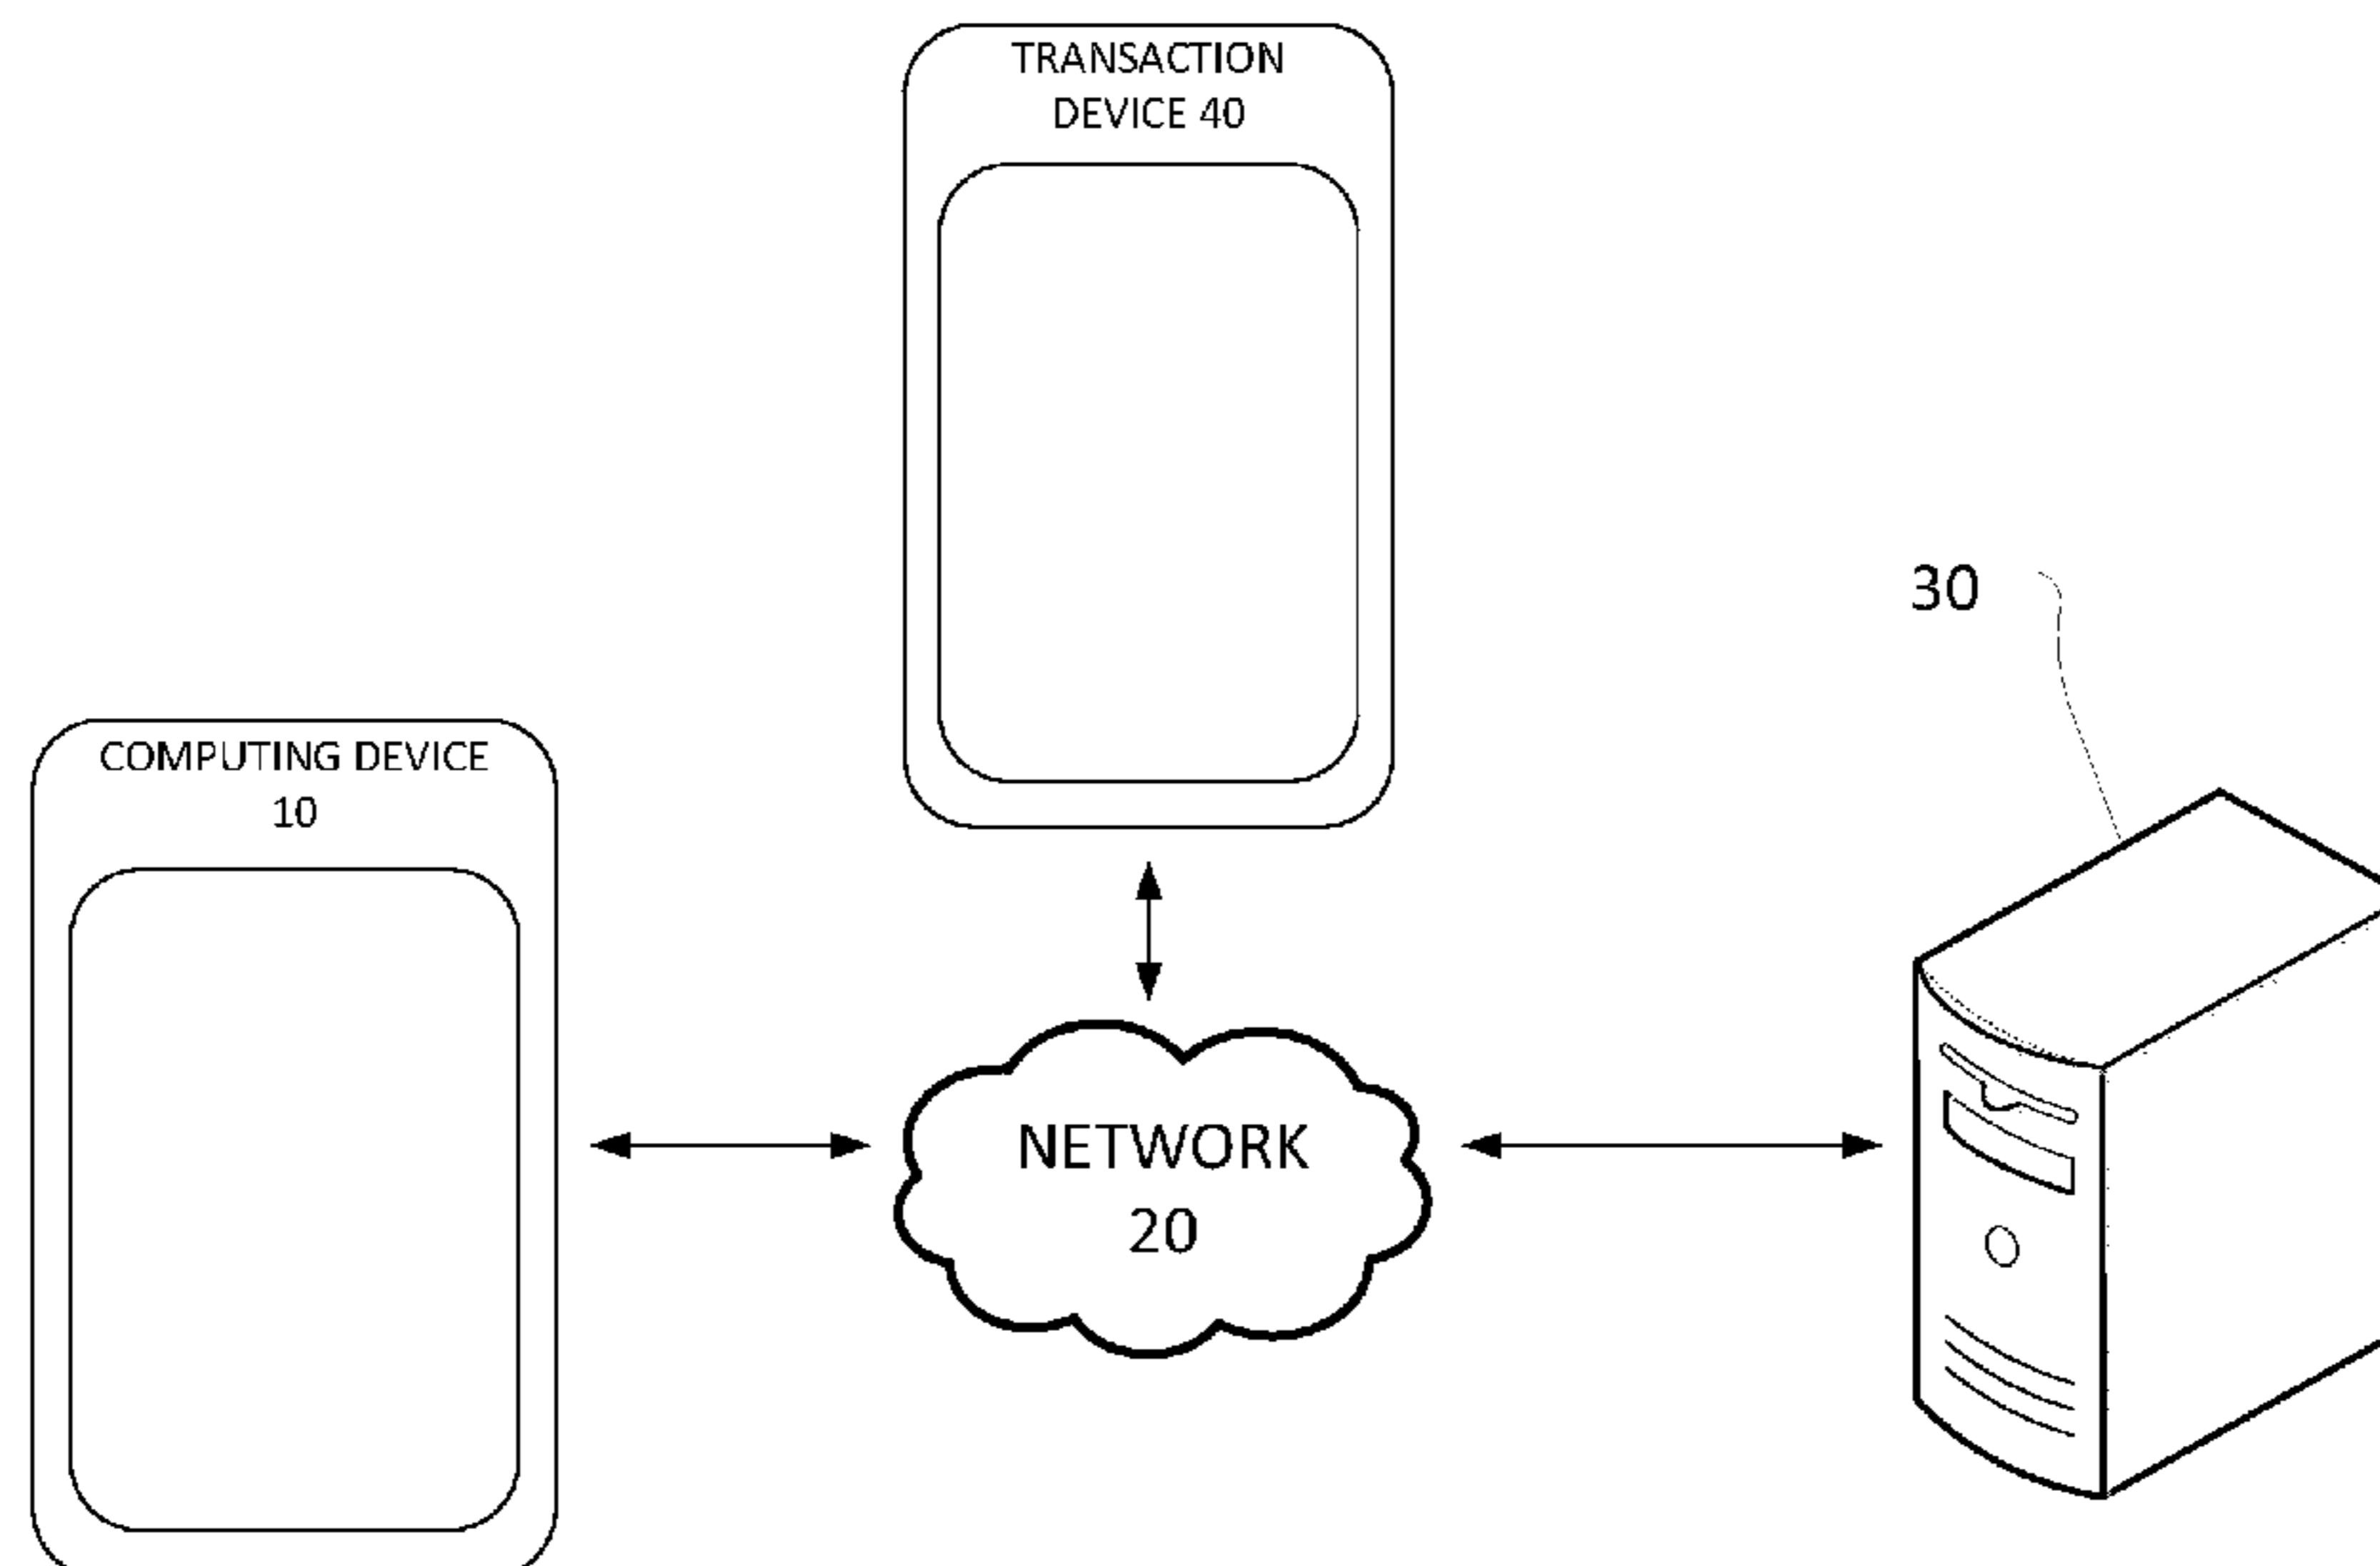 TRANSACTION
DEVICE 40
30
COMPUTING DEVICE
10
NETWORK
20